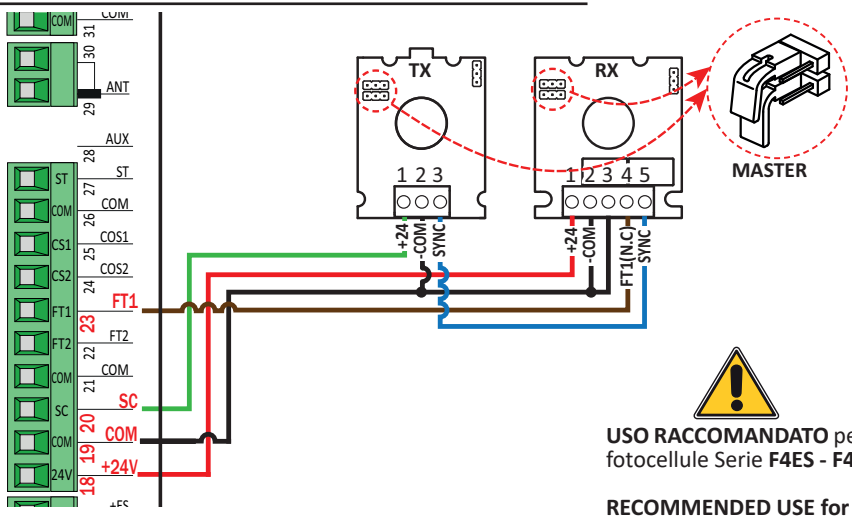 COM
COM
31
30
ANT
29
AUX
28
ST
ST
27
COM
COM
26
CS1
COS1
25
CS2
COS2
24
FT1
FT1
23
FT2
FT2
22
COM
COM
21
SC
SC
20
COM
COM
19
24V
+24V
18
+ES
TX
1 2 3
+24
-COM
SYNC
RX
1 2 3 4 5
+24
-COM
FT1(N.C)
SYNC
MASTER
USO RACCOMANDATO pe
fotocellule Serie F4ES - F4
RECOMMENDED USE for